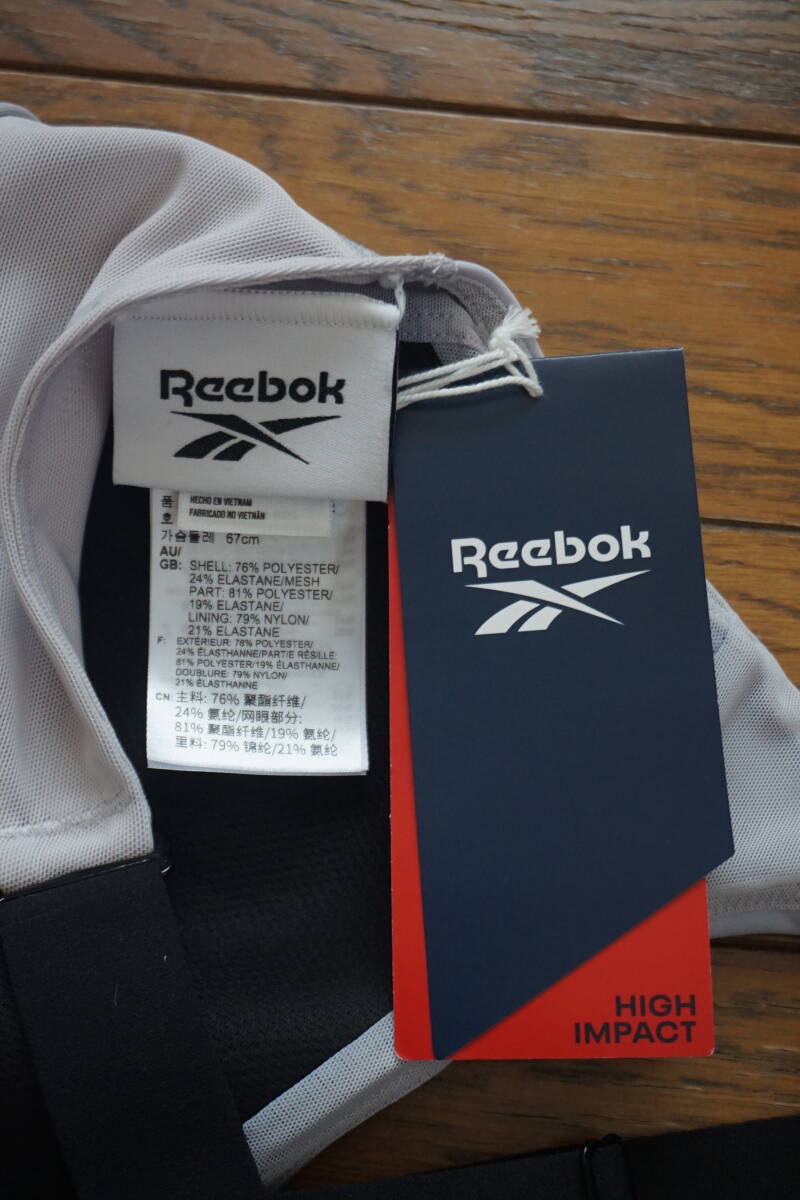 Reebok
품 HECHO EN VIETNAM
호 FABRICADO NO VIETNÃN
가슴둘레 67cm
AU/
GB: SHELL: 76% POLYESTER/
24% ELASTANE/MESH
PART: 81% POLYESTER/
19% ELASTANE/
LINING: 79% NYLON/
21% ELASTANE
F: EXTÉRIEUR: 76% POLYESTER/
24% ÉLASTHANNE/PARTIE RÉSILLE:
81% POLYESTER/19% ÉLASTHANNE/
DOUBLURE: 79% NYLON/
21% ÉLASTHANNE
CN: 主料: 76% 聚酯纤维/
24% 氨纶/网眼部分:
81% 聚酯纤维/19% 氨纶/
里料: 79% 锦纶/21% 氨纶
Reebok
HIGH
IMPACT